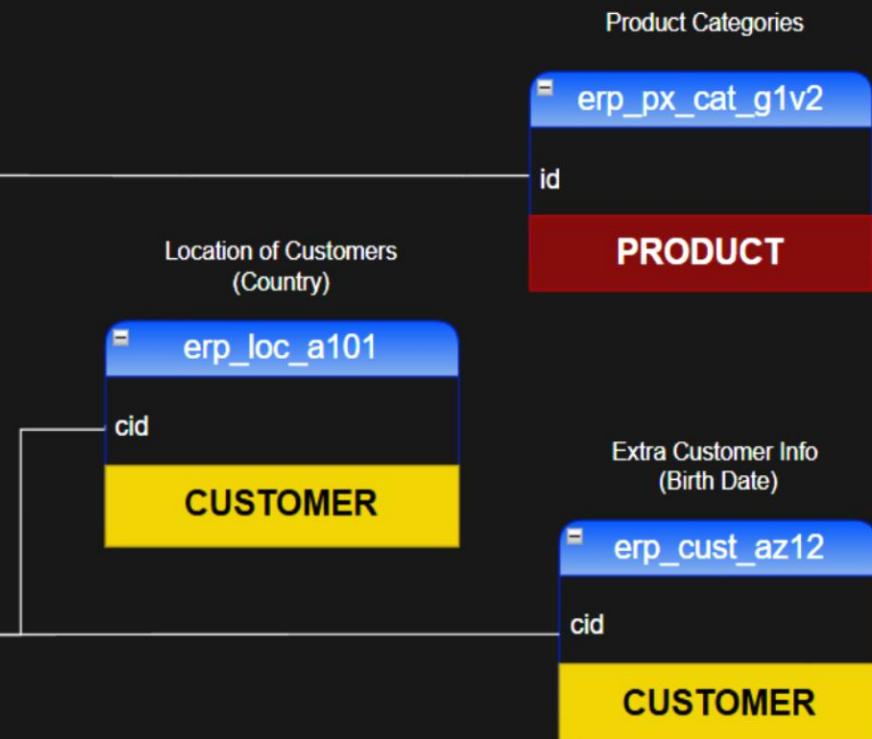 Product Categories
erp_px_cat_g1v2
id
PRODUCT
Location of Customers
(Country)
erp_loc_a101
cid
CUSTOMER
Extra Customer Info
(Birth Date)
erp_cust_az12
cid
CUSTOMER